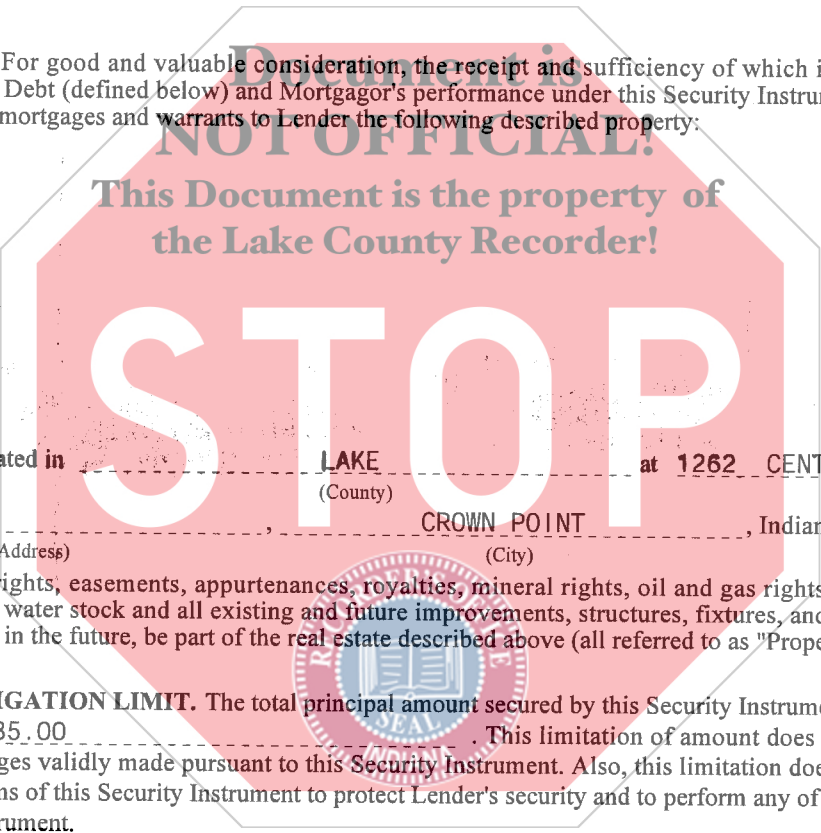 For good and valuable consideration, the receipt and sufficiency of which i
Debt (defined below) and Mortgagor's performance under this Security Instru
mortgages and warrants to Lender the following described property:
Document is
NOT OFFICIAL!
This Document is the property of
the Lake County Recorder!
STOP
ated in LAKE at 1262 CENT
(County)
, CROWN POINT , Indian
Address) (City)
ights, easements, appurtenances, royalties, mineral rights, oil and gas rights,
water stock and all existing and future improvements, structures, fixtures, and
in the future, be part of the real estate described above (all referred to as "Prope
IGATION LIMIT. The total principal amount secured by this Security Instrume
35.00 . This limitation of amount does
ges validly made pursuant to this Security Instrument. Also, this limitation doe
ns of this Security Instrument to protect Lender's security and to perform any of
rument.
SEAL
INDIANA